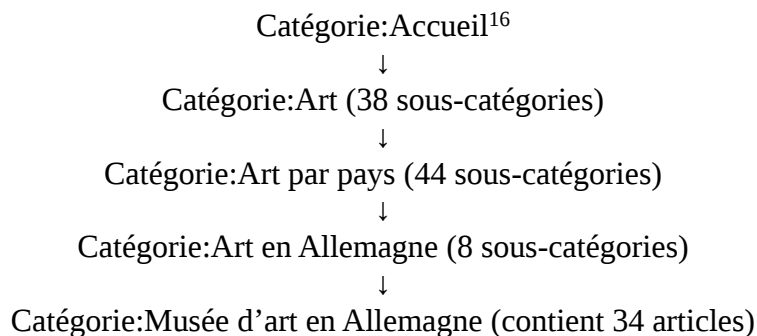 Catégorie:Accueil¹⁶
↓
Catégorie:Art (38 sous-catégories)
↓
Catégorie:Art par pays (44 sous-catégories)
↓
Catégorie:Art en Allemagne (8 sous-catégories)
↓
Catégorie:Musée d’art en Allemagne (contient 34 articles)